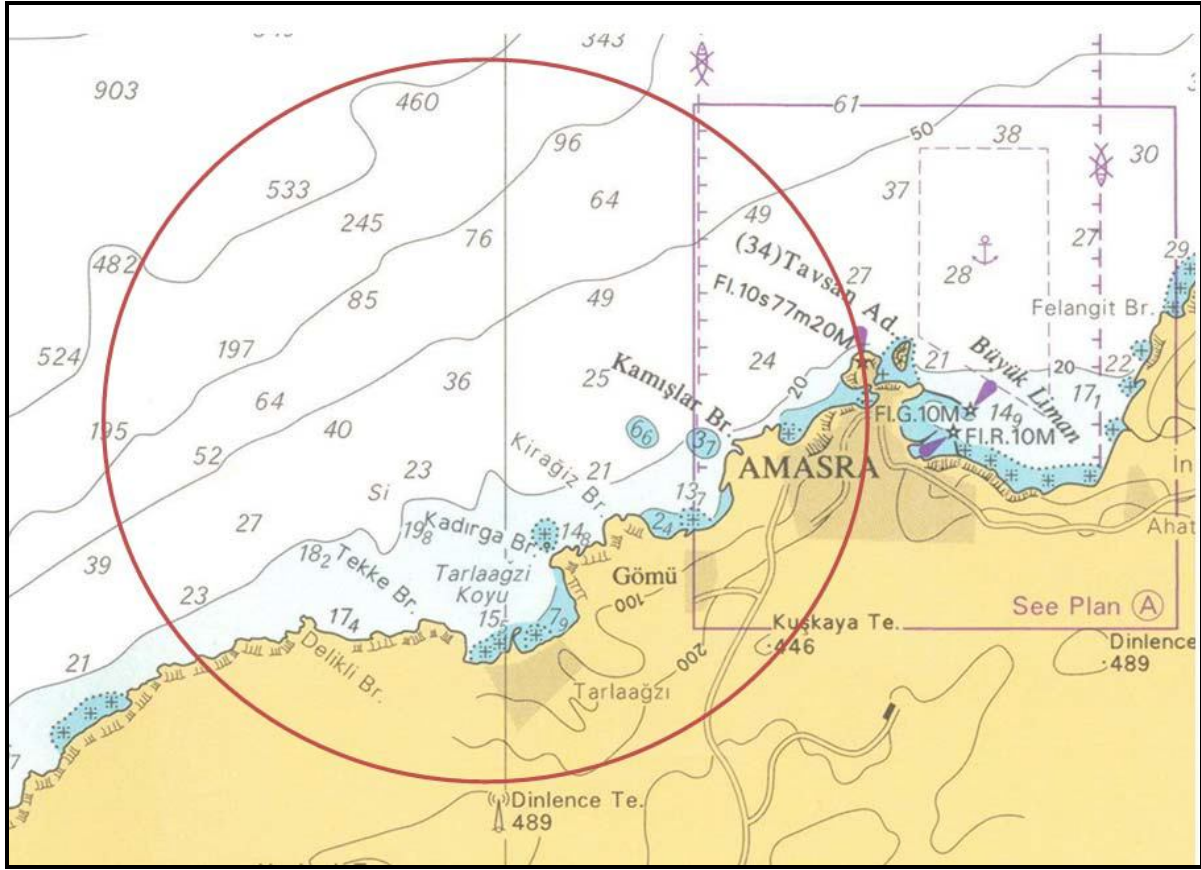 343
903
460
61
96
50
38
30
533
64
37
245
76
49
27
29
482
(34)Tavsan Ad.
27
28
85
49
Fl.10s77m20M
Felangit Br.
524
197
24
21
Büyük Liman
20
22
36
25
Kamışlar Br.
20
17₁
64
Fl.G.10M
14₉
195
40
6₆
3₇
Fl.R.10M
52
23
21
Kirağiz Br.
AMASRA
In
Si
13₇
27
19₈
Kadırga Br.
14₈
2₄
Ahat
39
18₂
Tekke Br.
Tarlaağzi
Koyu
Gömü
100
23
17₄
15₅
7₉
See Plan A
Kuşkaya Te.
446
Dinlence
489
21
Delikli Br.
200
Tarlaağzı
7
Dinlence Te.
489